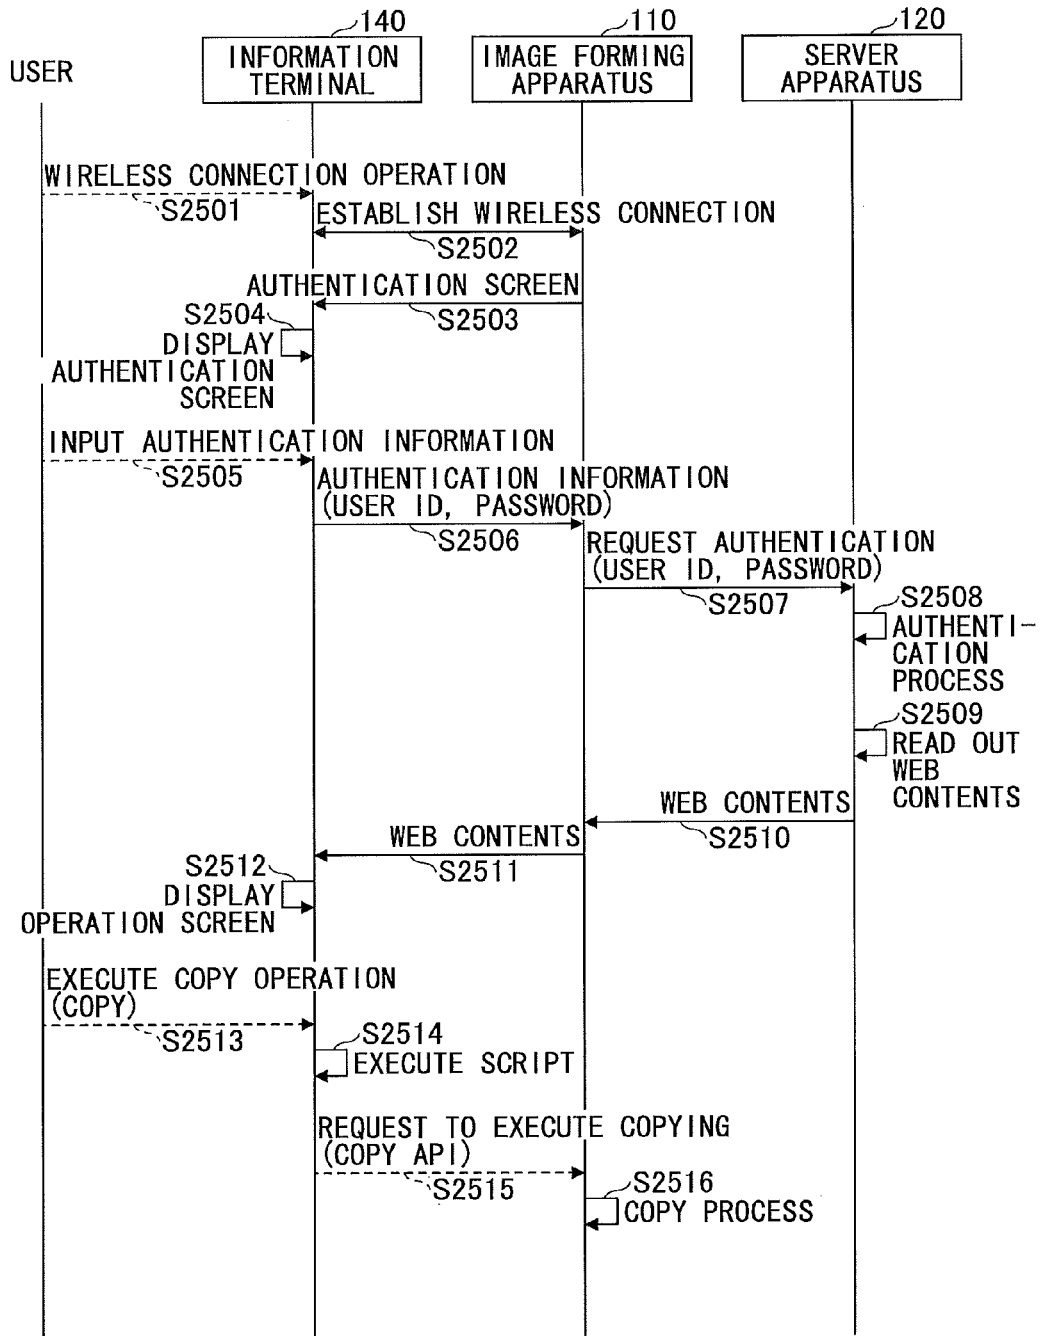 140
110
120
USER
INFORMATION
TERMINAL
IMAGE FORMING
APPARATUS
SERVER
APPARATUS
WIRELESS CONNECTION OPERATION
S2501
ESTABLISH WIRELESS CONNECTION
S2502
AUTHENTICATION SCREEN
S2503
S2504
DISPLAY
AUTHENTICATION
SCREEN
INPUT AUTHENTICATION INFORMATION
S2505
AUTHENTICATION INFORMATION
(USER ID, PASSWORD)
S2506
REQUEST AUTHENTICATION
(USER ID, PASSWORD)
S2507
S2508
AUTHENTI-
CATION
PROCESS
S2509
READ OUT
WEB
CONTENTS
WEB CONTENTS
S2510
WEB CONTENTS
S2511
S2512
DISPLAY
OPERATION SCREEN
EXECUTE COPY OPERATION
(COPY)
S2513
S2514
EXECUTE SCRIPT
REQUEST TO EXECUTE COPYING
(COPY API)
S2515
S2516
COPY PROCESS